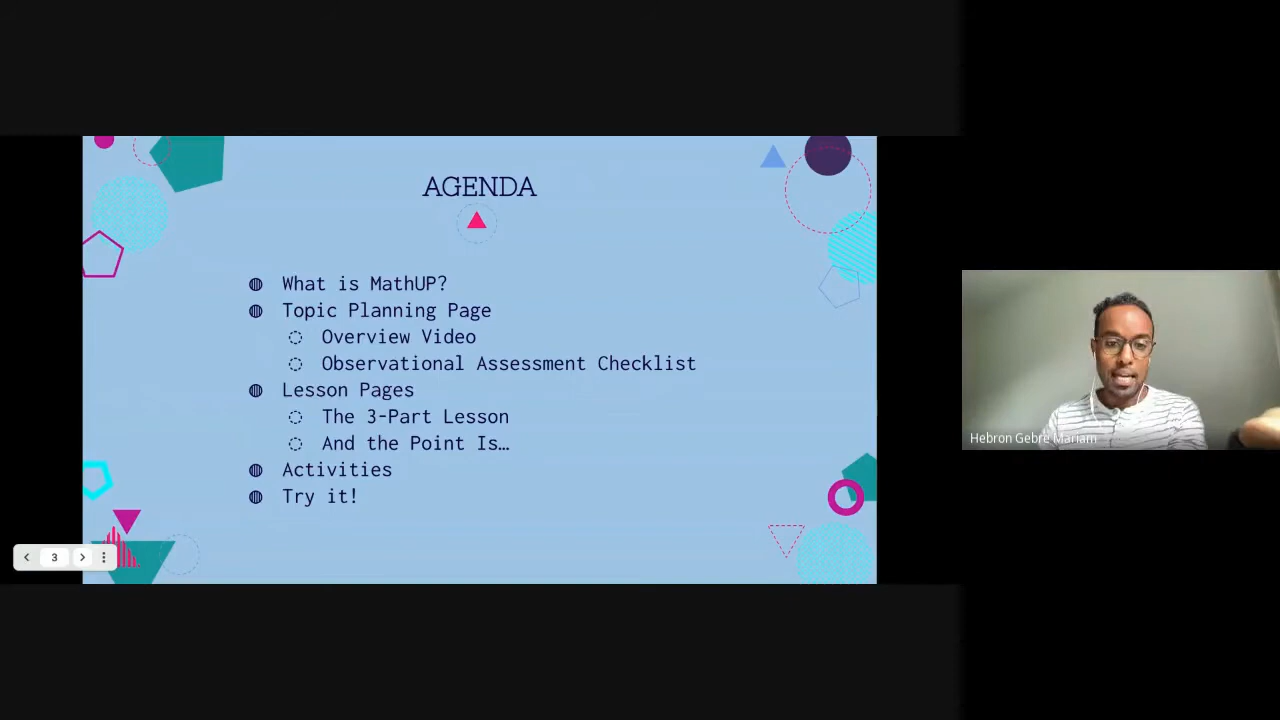 AGENDA
What is MathUP?
Topic Planning Page
Overview Video
Observational Assessment Checklist
Lesson Pages
The 3-Part Lesson
And the Point Is…
Activities
Try it!
3
Hebron Gebre Mariam